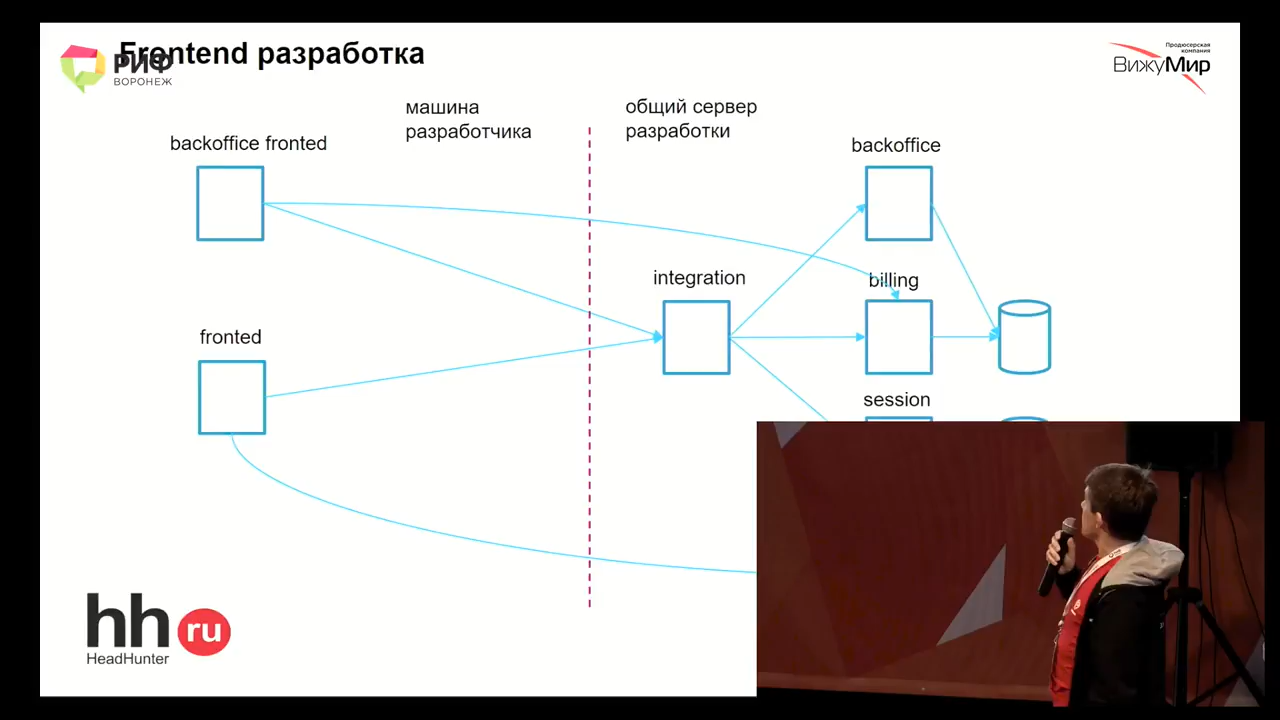 Frontend разработка
РИФ
ВОРОНЕЖ
Продюсерская
компания
ВижуМир
машина
разработчика
общий сервер
разработки
backoffice fronted
backoffice
integration
billing
fronted
session
hh ru
HeadHunter